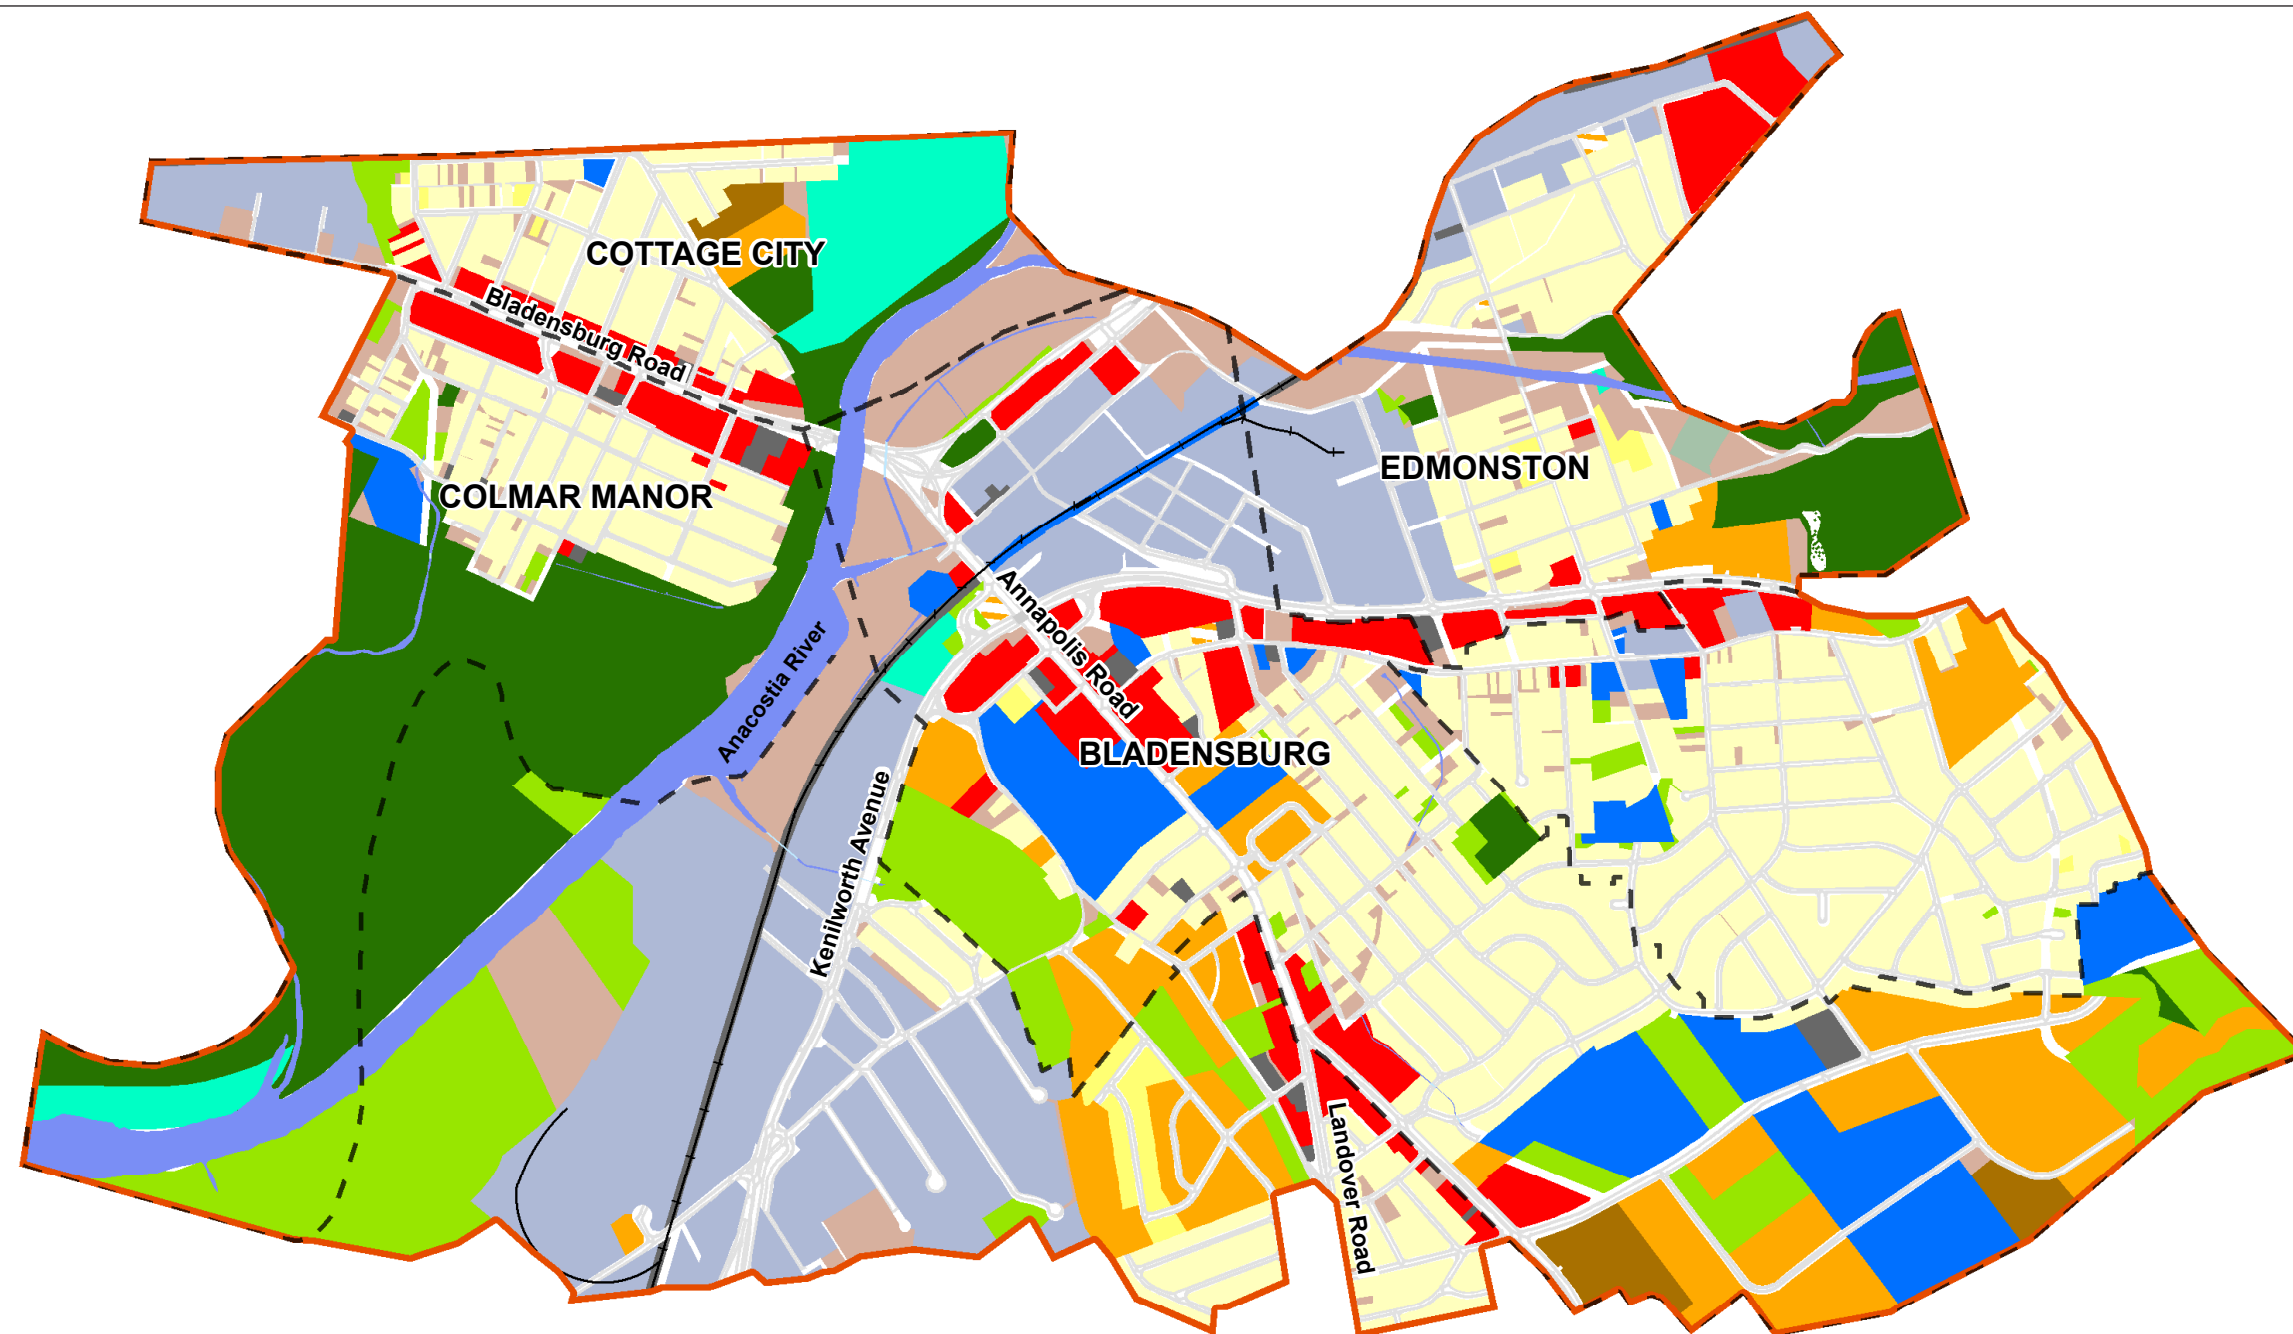 COTTAGE CITY
Bladensburg Road
COLMAR MANOR
EDMONSTON
Annapolis Road
Anacostia River
BLADENSBURG
Kenilworth Avenue
Landover Road